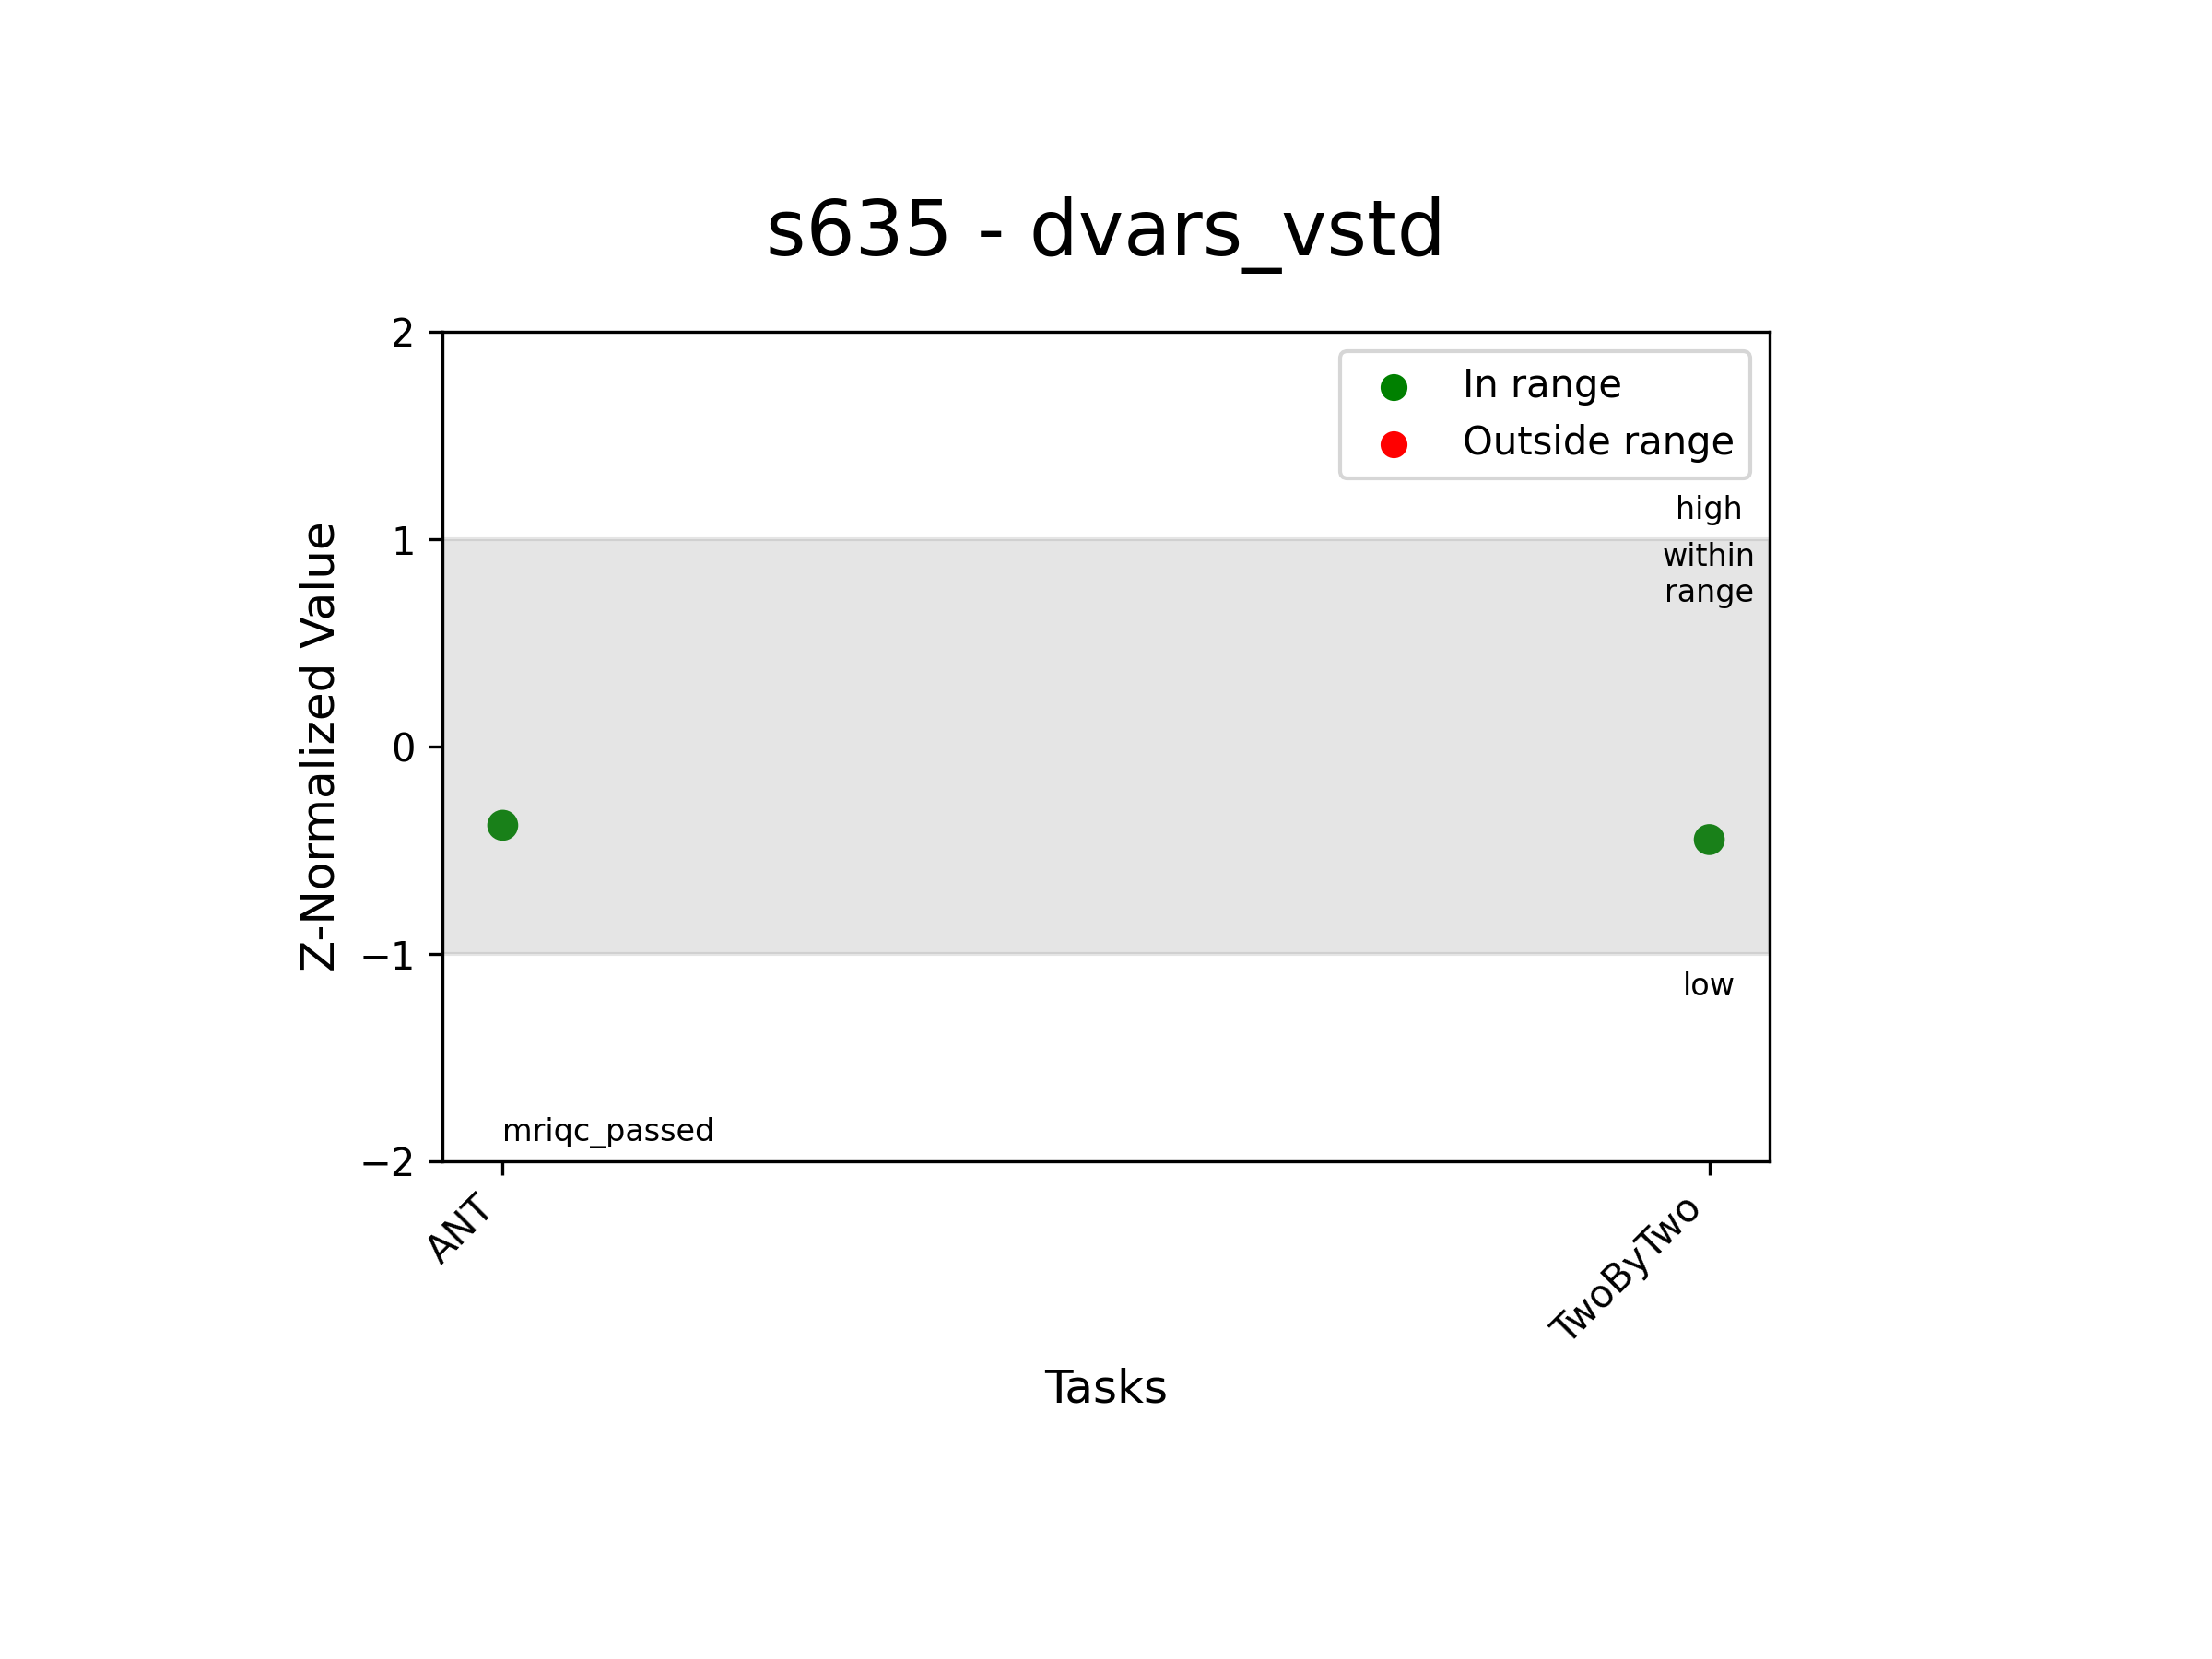 s635 - dvars_vstd
2
In range
Outside range
high
1
within
range
Z-Normalized Value
0
−1
low
mriqc_passed
−2
ANT
TwoByTwo
Tasks